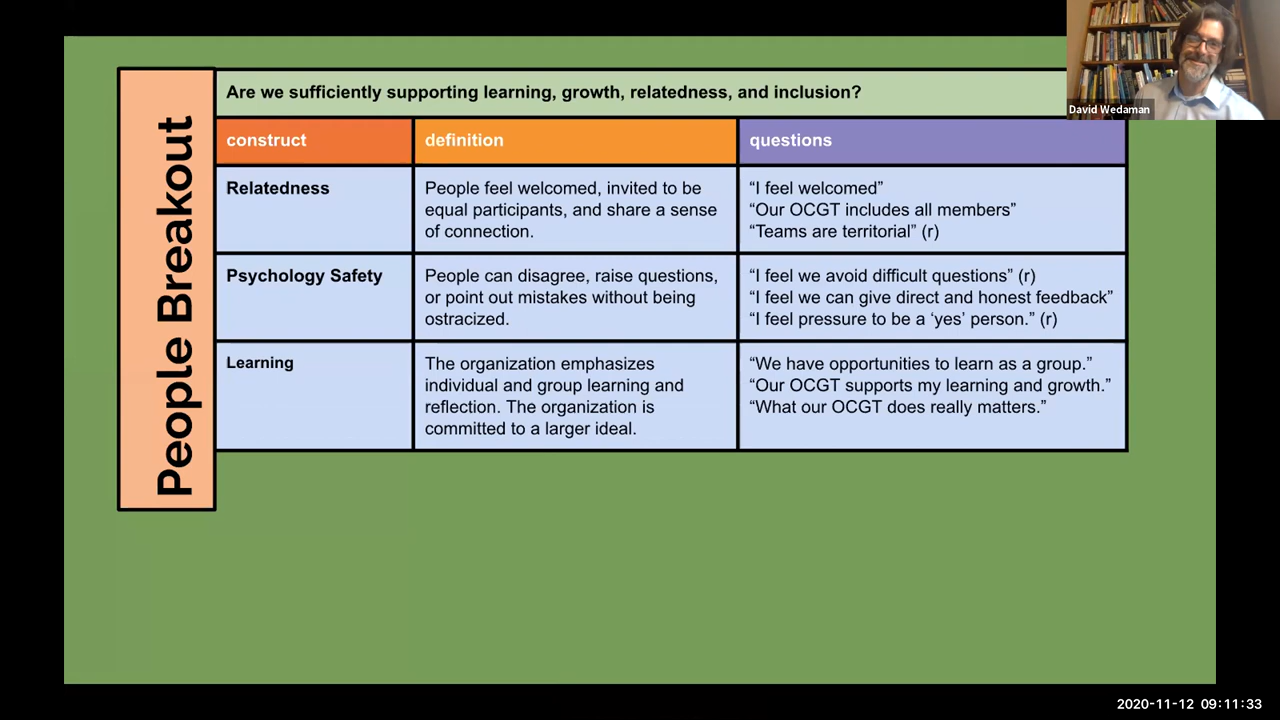 David Wedaman
People Breakout
Are we sufficiently supporting learning, growth, relatedness, and inclusion?
construct
definition
questions
Relatedness
People feel welcomed, invited to be
equal participants, and share a sense
of connection.
“I feel welcomed”
“Our OCGT includes all members”
“Teams are territorial” (r)
Psychology Safety
People can disagree, raise questions,
or point out mistakes without being
ostracized.
“I feel we avoid difficult questions” (r)
“I feel we can give direct and honest feedback”
“I feel pressure to be a ‘yes’ person.” (r)
Learning
The organization emphasizes
individual and group learning and
reflection. The organization is
committed to a larger ideal.
“We have opportunities to learn as a group.”
“Our OCGT supports my learning and growth.”
“What our OCGT does really matters.”
2020-11-12 09:11:33